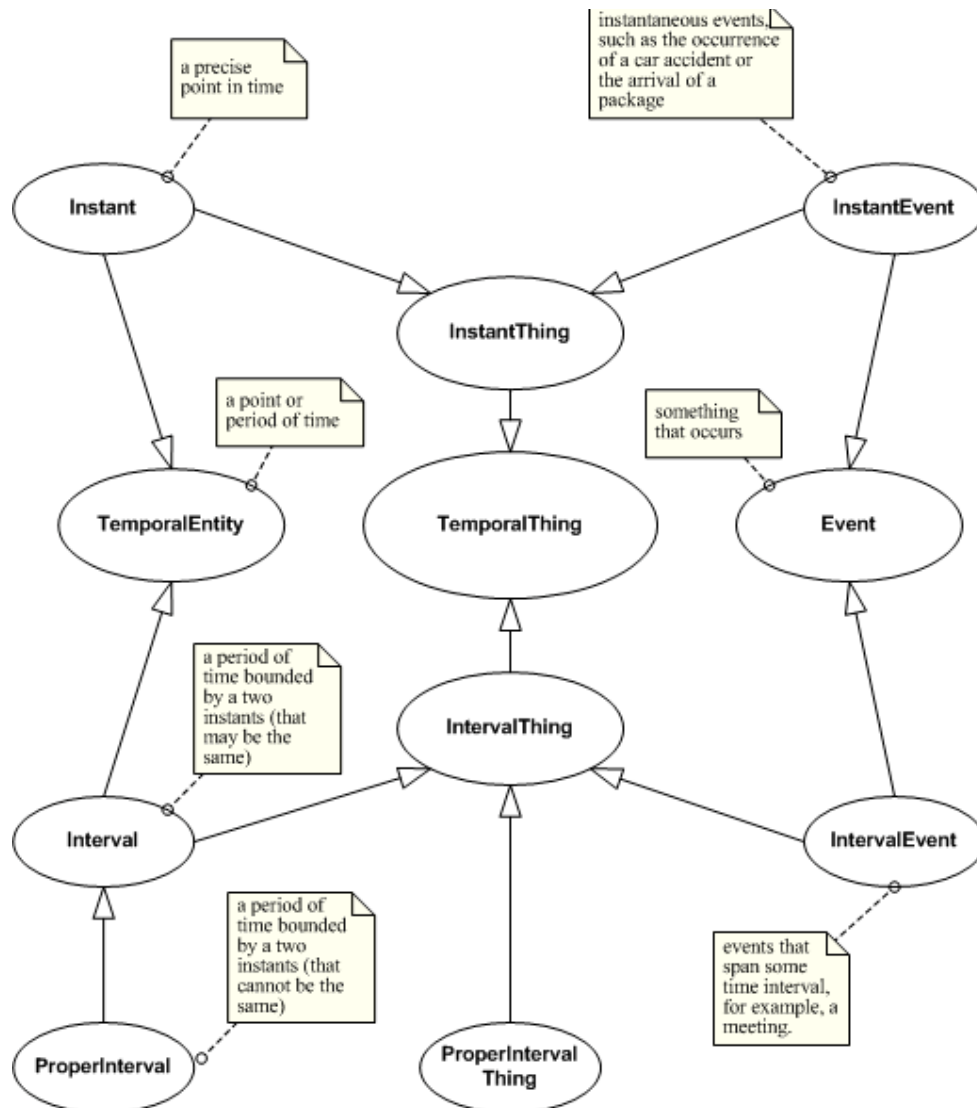 a precise
point in time
instantaneous events,
such as the occurrence
of a car accident or
the arrival of a
package
Instant
InstantEvent
InstantThing
a point or
period of time
something
that occurs
TemporalEntity
TemporalThing
Event
a period of
time bounded
by a two
instants (that
may be the
same)
IntervalThing
Interval
IntervalEvent
a period of
time bounded
by a two
instants (that
cannot be the
same)
events that
span some
time interval,
for example, a
meeting.
ProperInterval
ProperInterval
Thing